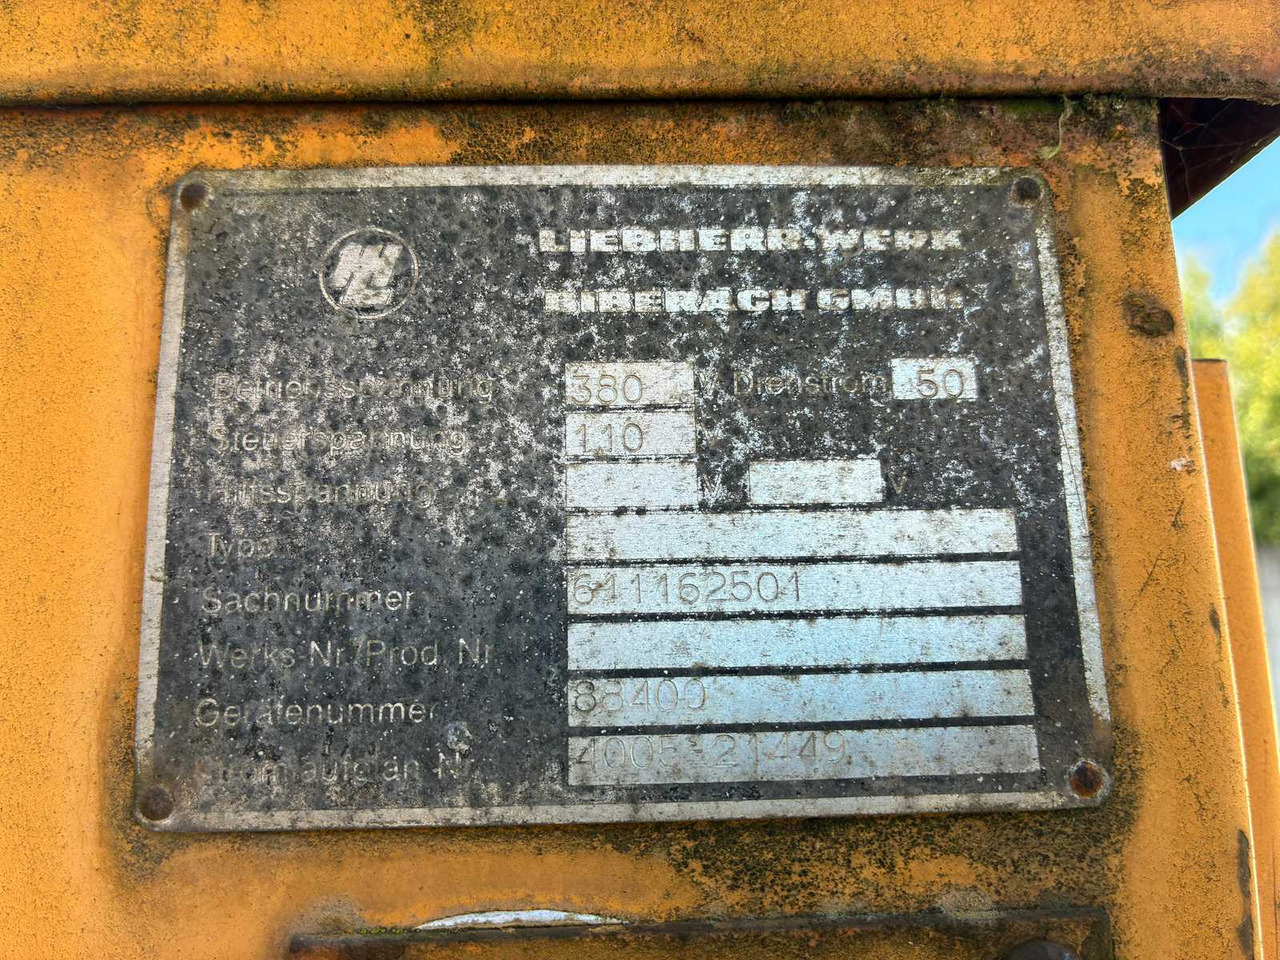 LIEBHERR-WERK
BIBERACH GMBH
Betriebsspannung 380 V Drehstrom 50
Steuerspannung 110
Hilfsspannung V V
Type
Sachnummer 611162501
Werks Nr/Prod Nr
Gerätenummer 88400
Stromlaufplan Nr 4005-21449